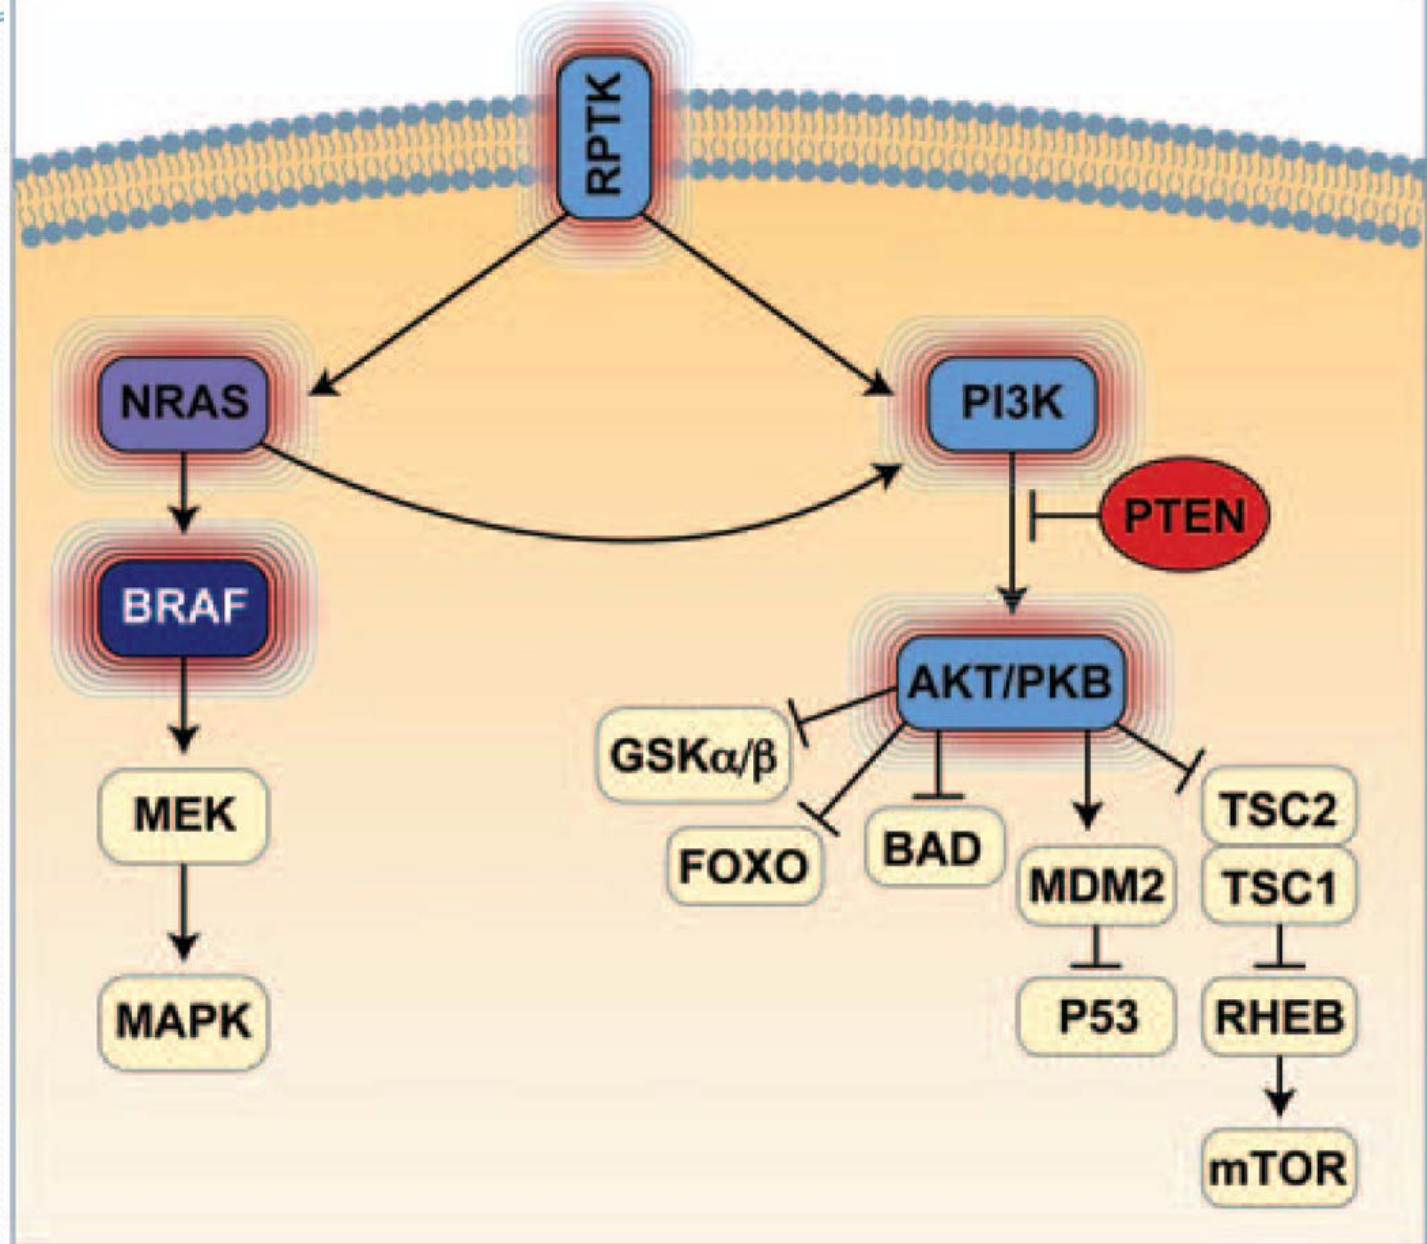 RPTK
NRAS
PI3K
PTEN
BRAF
AKT/PKB
GSKα/β
FOXO
BAD
MDM2
TSC2
TSC1
MEK
MAPK
P53
RHEB
mTOR